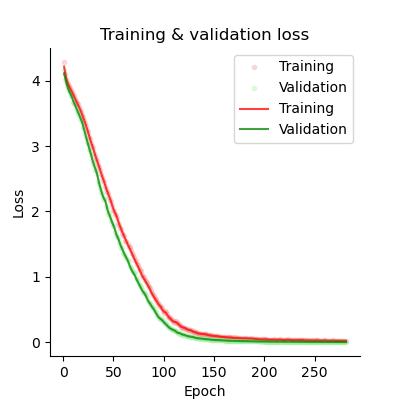 Training & validation loss
Training
Validation
Training
Validation
Loss
4
3
2
1
0
0 50 100 150 200 250
Epoch